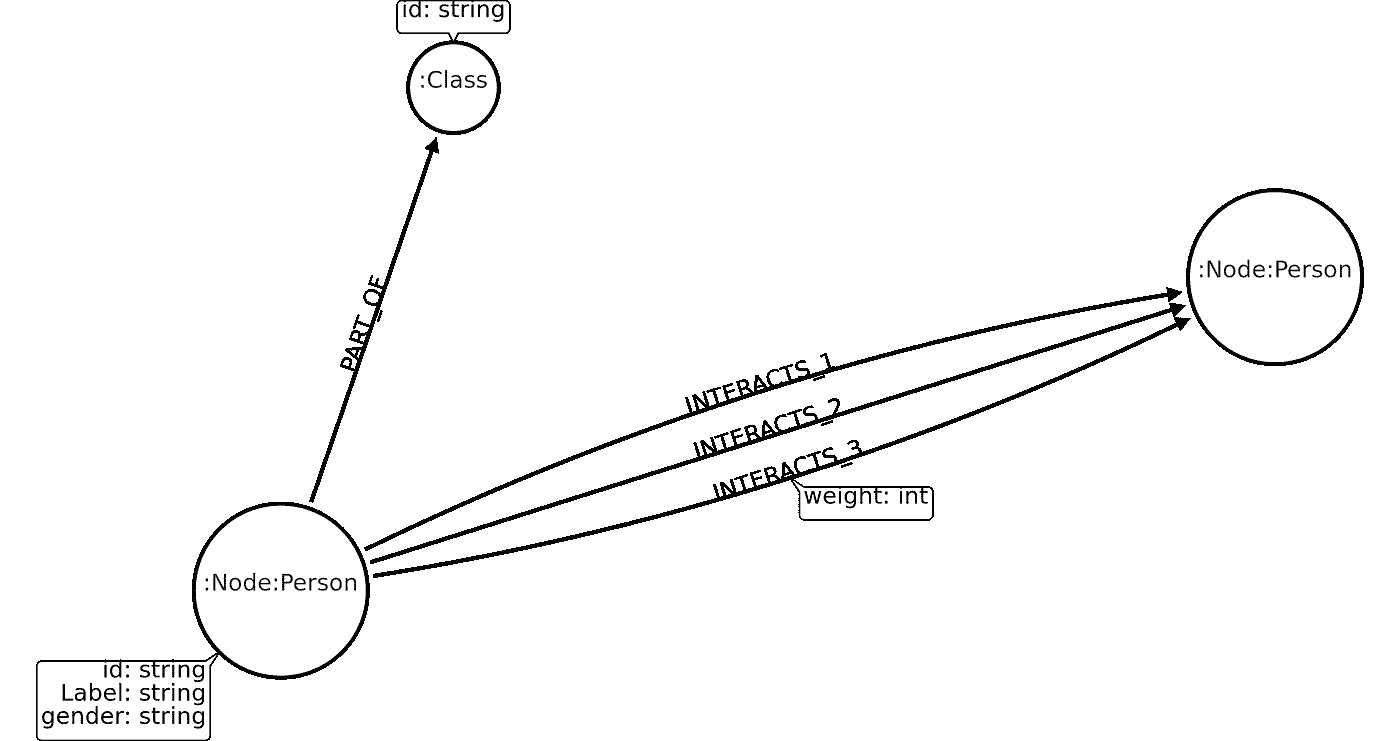 id: string
:Class
:Node:Person
PART_OF
INTERACTS_1
INTERACTS_2
INTERACTS_3
weight: int
:Node:Person
id: string
Label: string
gender: string